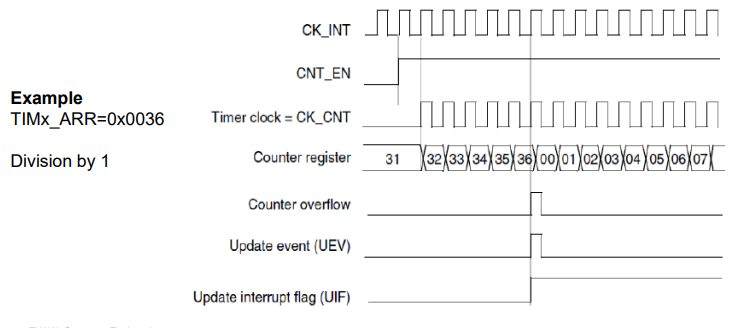 CK_INT
CNT_EN
Example
TIMx_ARR=0x0036
Timer clock = CK_CNT
Division by 1
Counter register
31 32 33 34 35 36 00 01 02 03 04 05 06 07
Counter overflow
Update event (UEV)
Update interrupt flag (UIF)